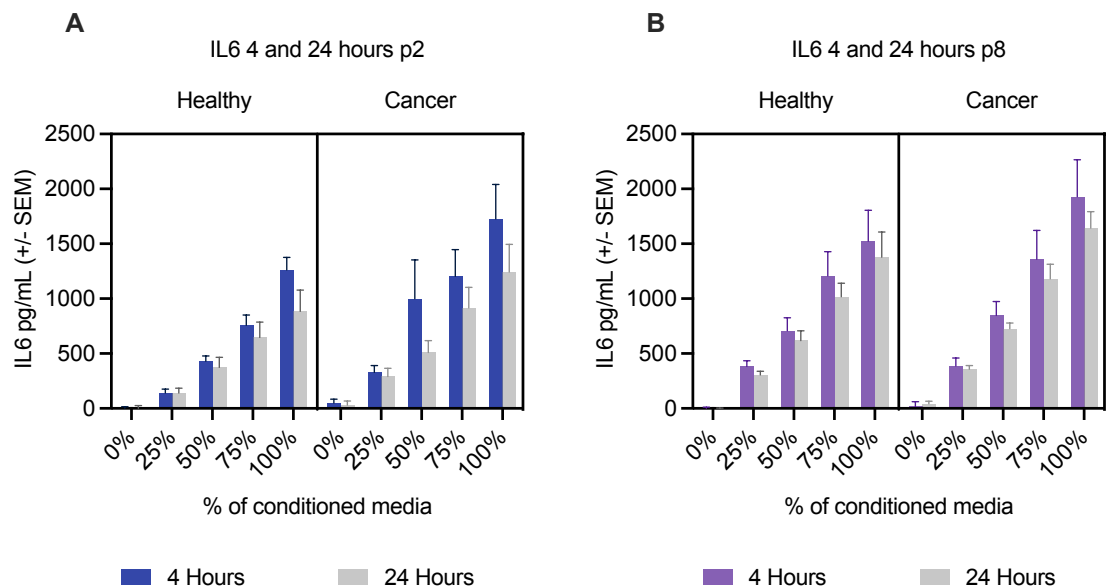 A
IL6 4 and 24 hours p2
Healthy
Cancer
IL6 pg/mL (+/- SEM)
2500
2000
1500
1000
500
0
0%
25%
50%
75%
100%
0%
25%
50%
75%
100%
% of conditioned media
4 Hours
24 Hours
B
IL6 4 and 24 hours p8
Healthy
Cancer
IL6 pg/mL (+/- SEM)
2500
2000
1500
1000
500
0
0%
25%
50%
75%
100%
0%
25%
50%
75%
100%
% of conditioned media
4 Hours
24 Hours